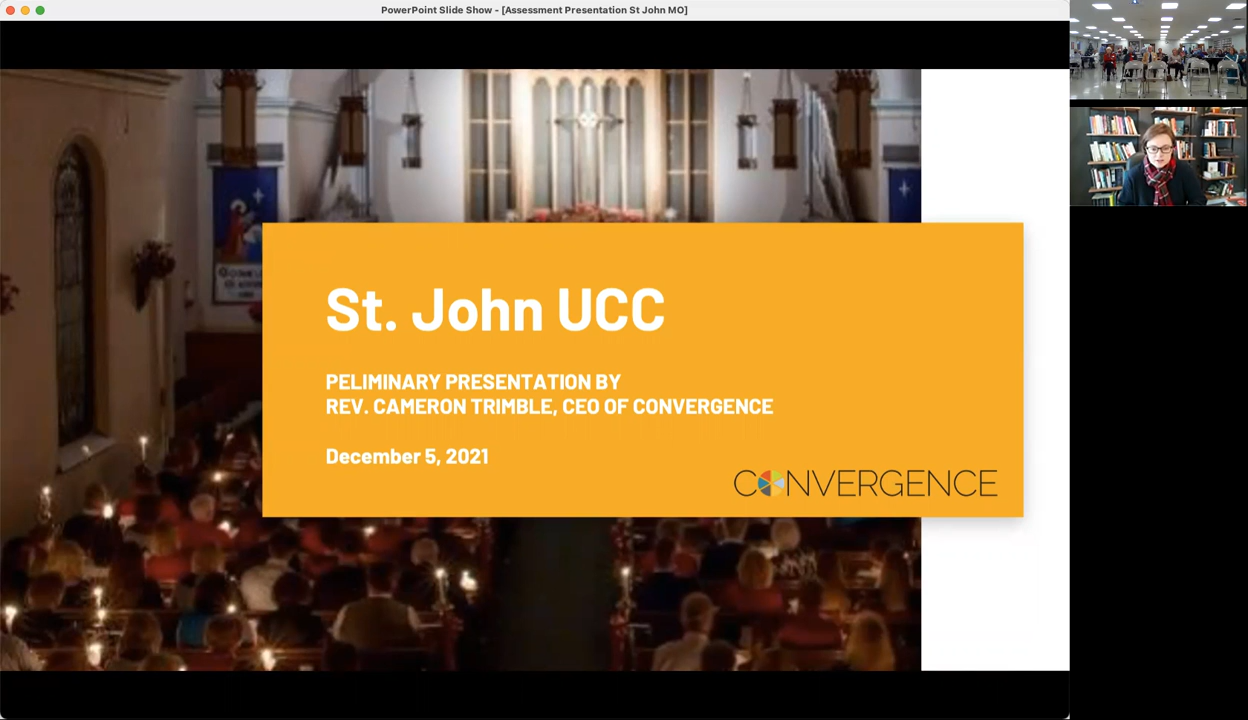 PowerPoint Slide Show - [Assessment Presentation St John MO]
St. John UCC
PELIMINARY PRESENTATION BY
REV. CAMERON TRIMBLE, CEO OF CONVERGENCE
December 5, 2021
CONVERGENCE